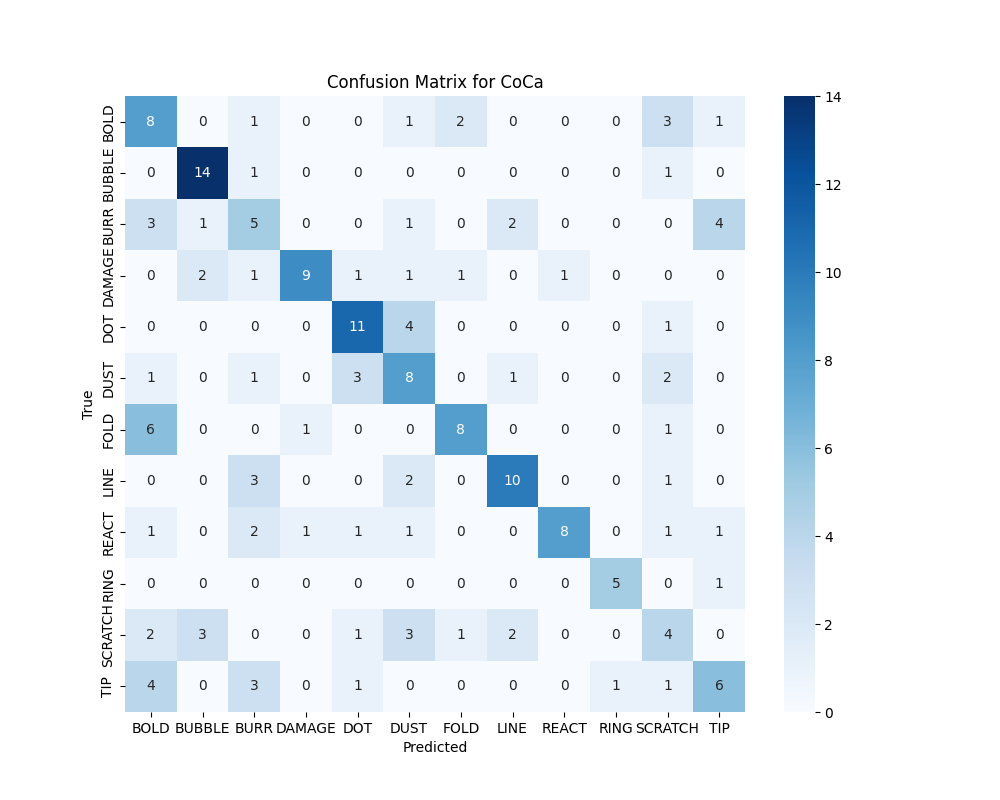 Confusion Matrix for CoCa
BOLD 8 0 1 0 0 1 2 0 0 0 3 1
BUBBLE 0 14 1 0 0 0 0 0 0 0 1 0
BURR 3 1 5 0 0 1 0 2 0 0 0 4
DAMAGE 0 2 1 9 1 1 1 0 1 0 0 0
DOT 0 0 0 0 11 4 0 0 0 0 1 0
DUST 1 0 1 0 3 8 0 1 0 0 2 0
FOLD 6 0 0 1 0 0 8 0 0 0 1 0
LINE 0 0 3 0 0 2 0 10 0 0 1 0
REACT 1 0 2 1 1 1 0 0 8 0 1 1
RING 0 0 0 0 0 0 0 0 0 5 0 1
SCRATCH 2 3 0 0 1 3 1 2 0 0 4 0
TIP 4 0 3 0 1 0 0 0 0 1 1 6
BOLD BUBBLE BURR DAMAGE DOT DUST FOLD LINE REACT RING SCRATCH TIP
Predicted
True
14
12
10
8
6
4
2
0